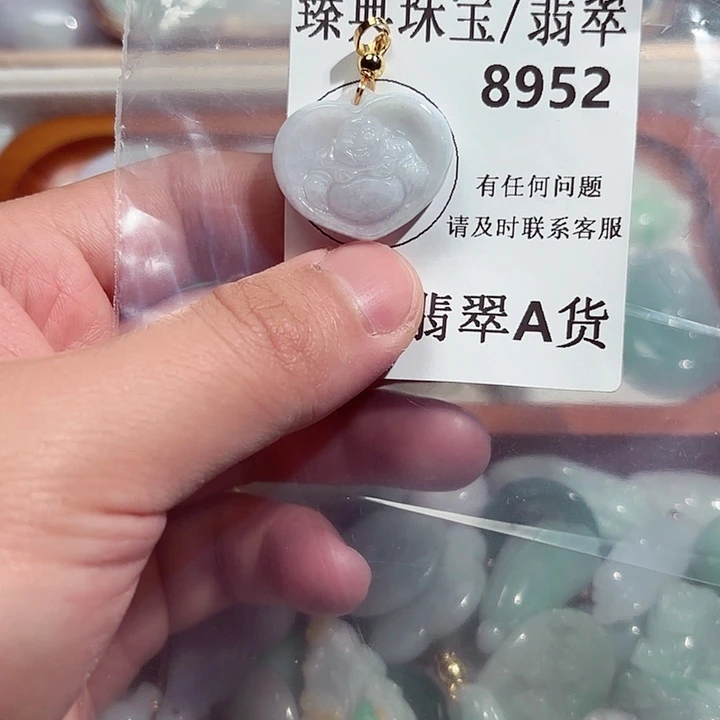 臻典珠宝/翡翠
8952
有任何问题
请及时联系客服
翡翠A货